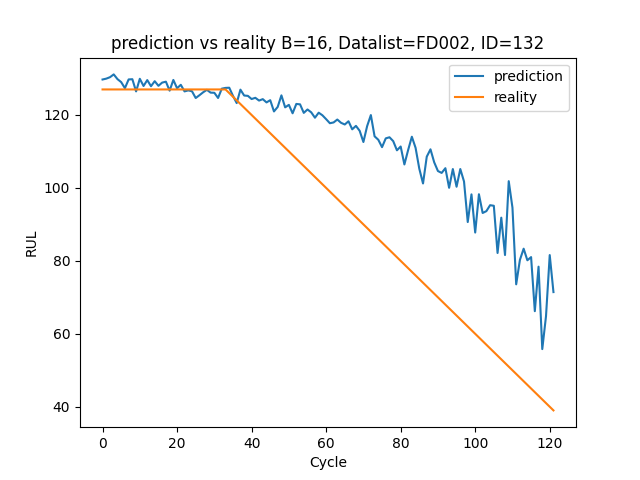 prediction vs reality B=16, Datalist=FD002, ID=132
prediction
reality
RUL
120
100
80
60
40
0 20 40 60 80 100 120
Cycle